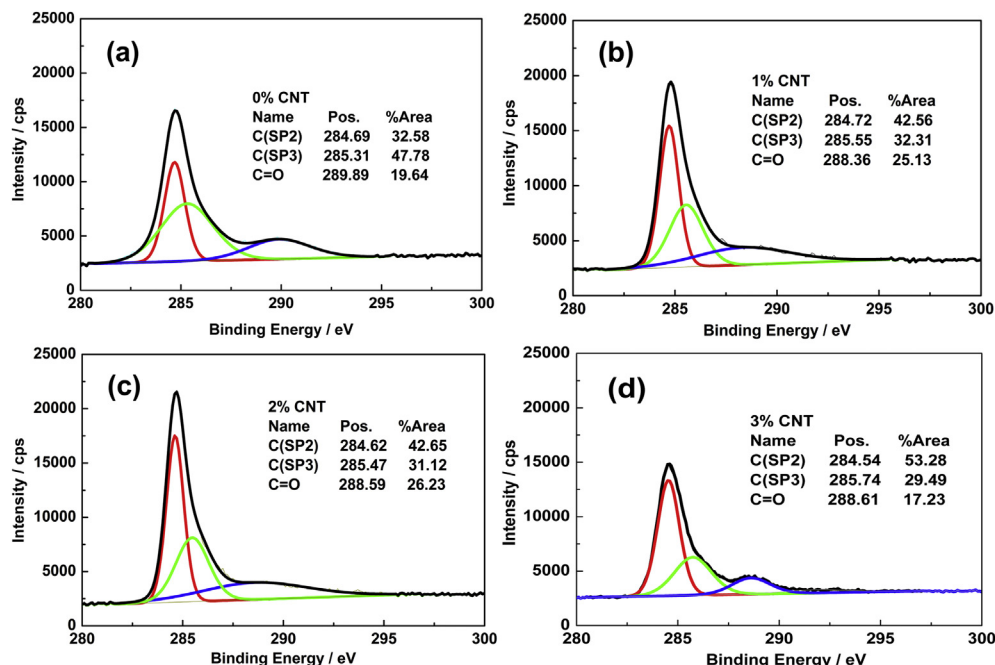 (a)
25000
20000
15000
10000
5000
0
Intensity / cps
0% CNT
Name Pos. %Area
C(SP2) 284.69 32.58
C(SP3) 285.31 47.78
C=O 289.89 19.64
280 285 290 295 300
Binding Energy / eV
(b)
25000
20000
15000
10000
5000
0
Intensity / cps
1% CNT
Name Pos. %Area
C(SP2) 284.72 42.56
C(SP3) 285.55 32.31
C=O 288.36 25.13
280 285 290 295 300
Binding Energy / eV
(c)
25000
20000
15000
10000
5000
0
Intensity / cps
2% CNT
Name Pos. %Area
C(SP2) 284.62 42.65
C(SP3) 285.47 31.12
C=O 288.59 26.23
280 285 290 295 300
Binding Energy / eV
(d)
25000
20000
15000
10000
5000
0
Intensity / cps
3% CNT
Name Pos. %Area
C(SP2) 284.54 53.28
C(SP3) 285.74 29.49
C=O 288.61 17.23
280 285 290 295 300
Binding Energy / eV